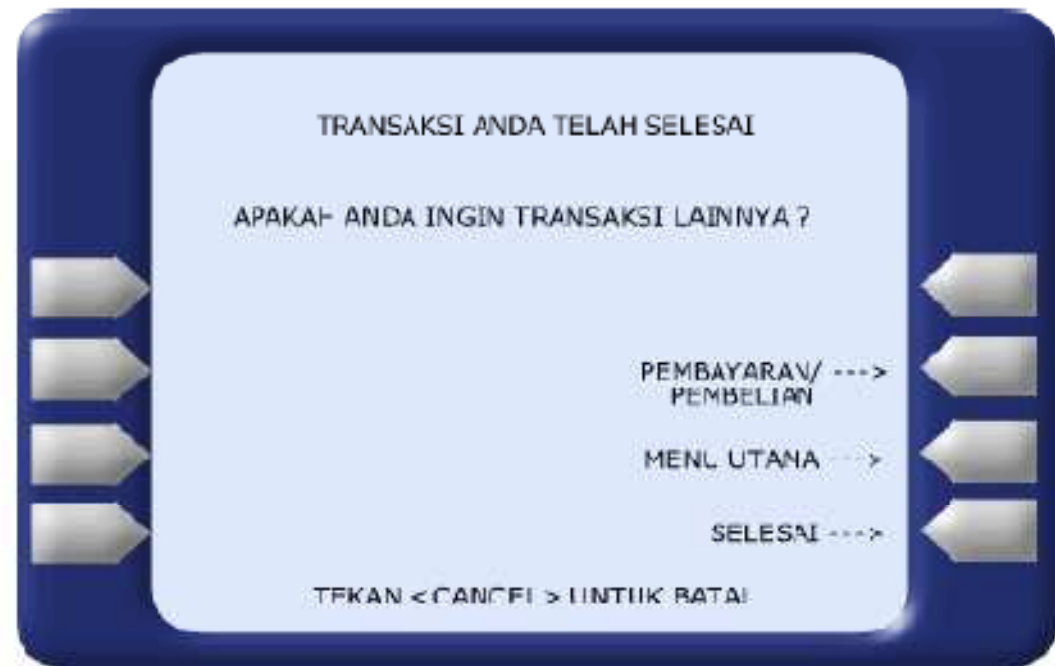 TRANSAKSI ANDA TELAH SELESAI
APAKAH ANDA INGIN TRANSAKSI LAINNYA ?
PEMBAYARAN/ --->
PEMBELIAN
MENU UTAMA --->
SELESAI --->
TEKAN < CANCEL > UNTUK BATAL